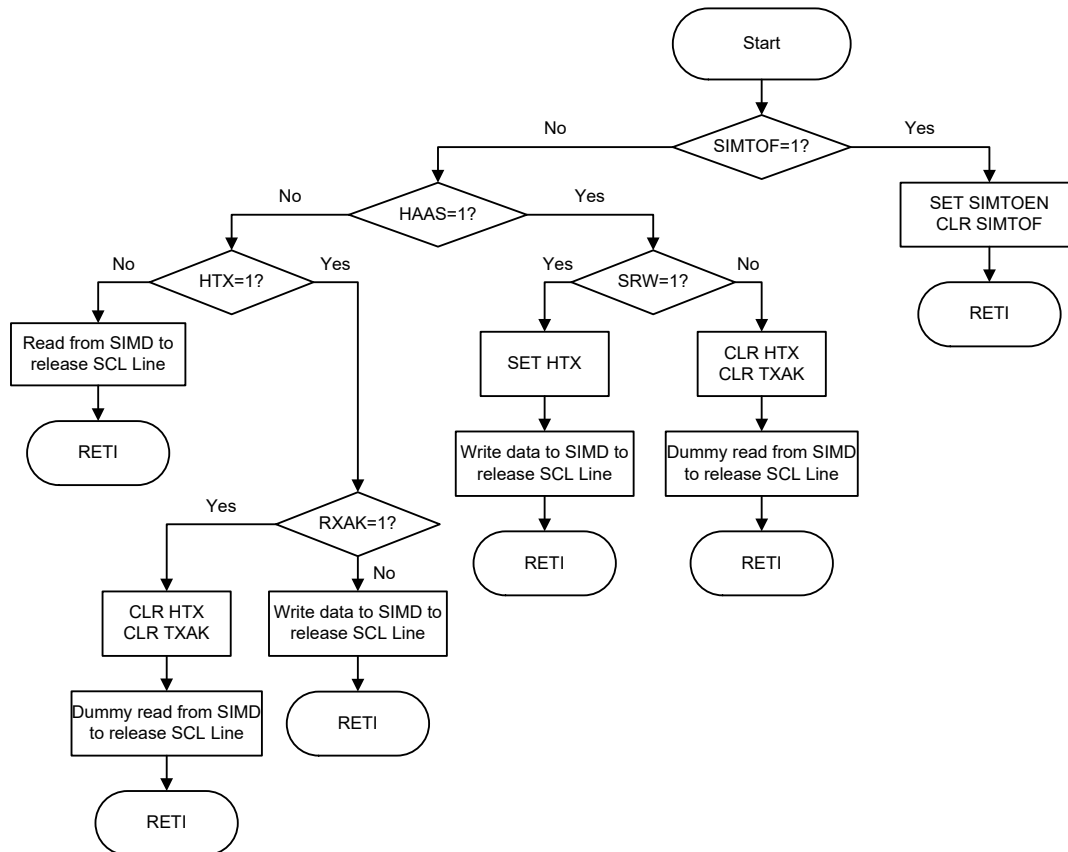 Start
No
Yes
SIMTOF=1?
No
Yes
HAAS=1?
SET SIMTOEN
CLR SIMTOF
No
Yes
Yes
No
HTX=1?
SRW=1?
RETI
Read from SIMD to
release SCL Line
SET HTX
CLR HTX
CLR TXAK
RETI
Write data to SIMD to
release SCL Line
Dummy read from SIMD
to release SCL Line
Yes
RXAK=1?
RETI
RETI
No
CLR HTX
CLR TXAK
Write data to SIMD to
release SCL Line
Dummy read from SIMD
to release SCL Line
RETI
RETI